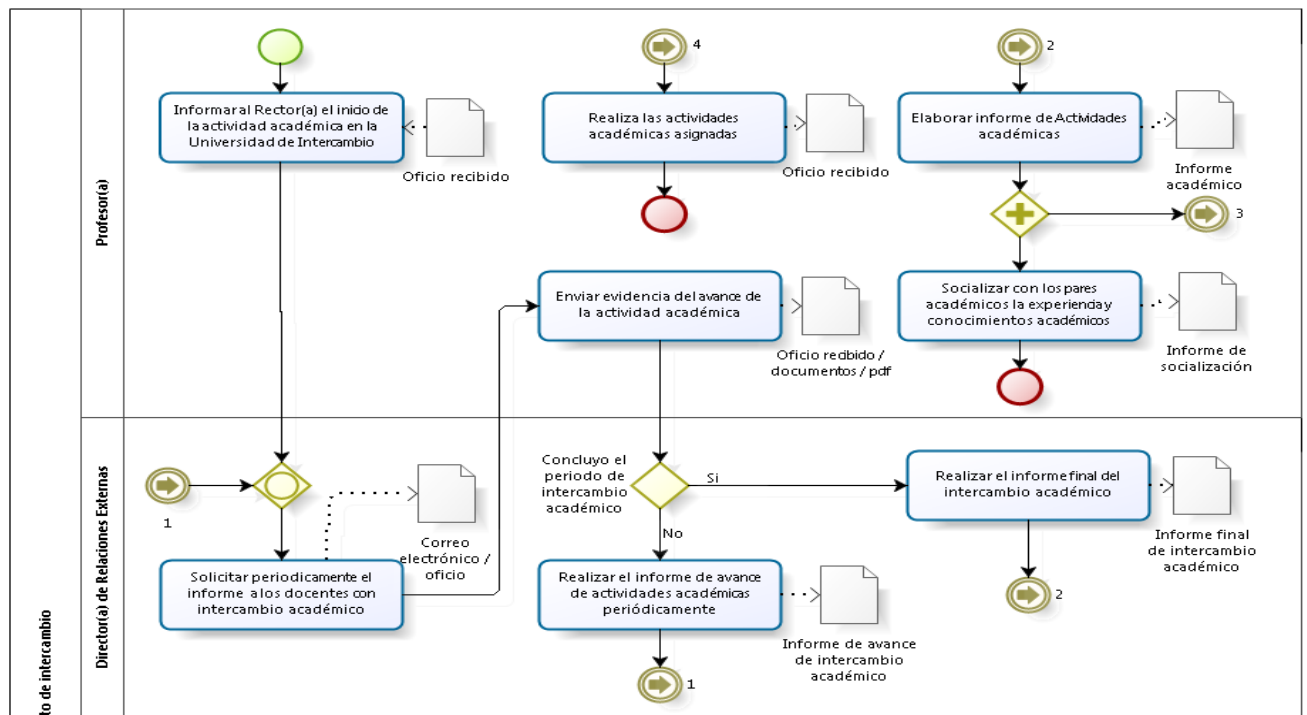 to de intercambio
Profesor(a)
Informar al Rector(a) el inicio de
la actividad académica en la
Universidad de Intercambio
Oficio recibido
4
Realiza las actividades
académicas asignadas
Oficio recibido
2
Elaborar informe de Actividades
académicas
Informe
académico
3
Enviar evidencia del avance de
la actividad académica
Oficio recibido /
documentos / pdf
Socializar con los pares
académicos la experiencia y
conocimientos académicos
Informe de
socialización
Director(a) de Relaciones Externas
1
Correo
electrónico /
oficio
Solicitar periodicamente el
informe a los docentes con
intercambio académico
Concluyo el
periodo de
intercambio
académico
Si
No
Realizar el informe final del
intercambio académico
Informe final
de intercambio
académico
2
Realizar el informe de avance
de actividades académicas
periódicamente
Informe de avance
de intercambio
académico
1